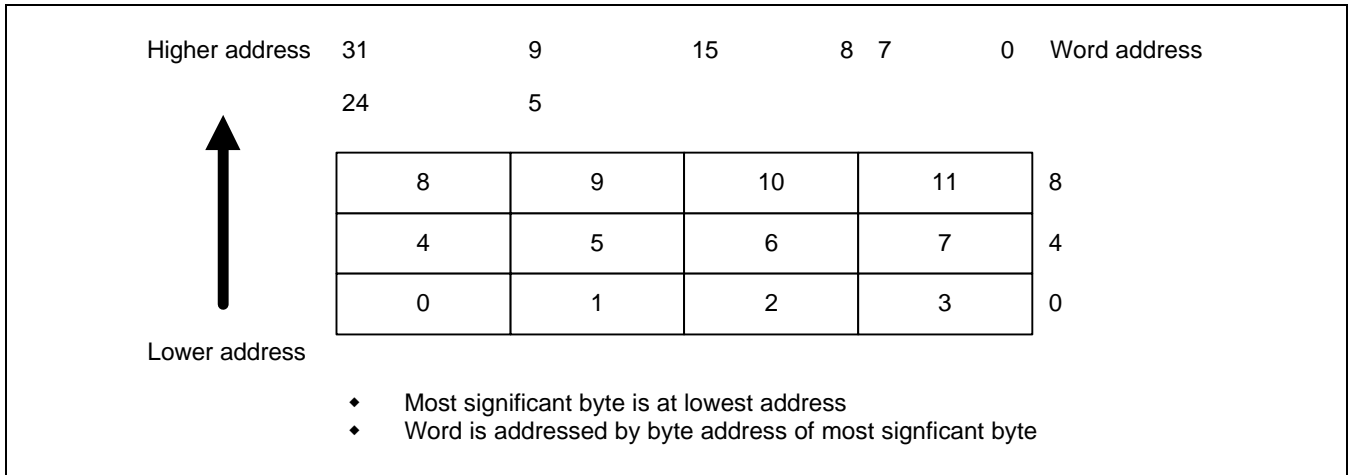 Higher address 31 9 15 8 7 0 Word address
24 5
8 9 10 11 8
4 5 6 7 4
0 1 2 3 0
Lower address
◆ Most significant byte is at lowest address
◆ Word is addressed by byte address of most signficant byte